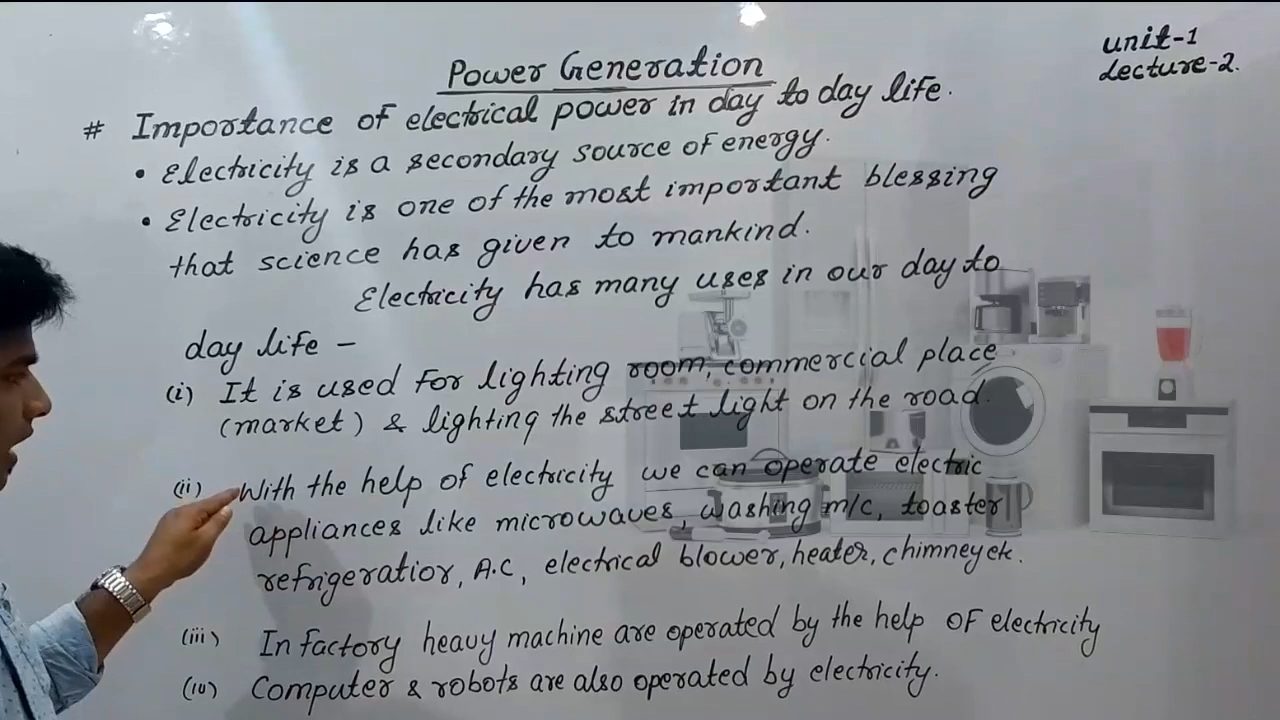 unit-1
Lecture-2.
Power Generation
# Importance of electrical power in day to day life.
• Electricity is a secondary source of energy.
• Electricity is one of the most important blessing
that science has given to mankind.
Electricity has many uses in our day to
day life -
(i) It is used for lighting room, commercial place
(market) & lighting the street light on the road.
(ii) With the help of electricity we can operate electric
appliances like microwaves, washing m/c, toaster
refrigeratior, A.C, electrical blower, heater, chimney
(iii) In factory heavy machine are operated by the help of electricity
(iv) Computer & robots are also operated by electricity.